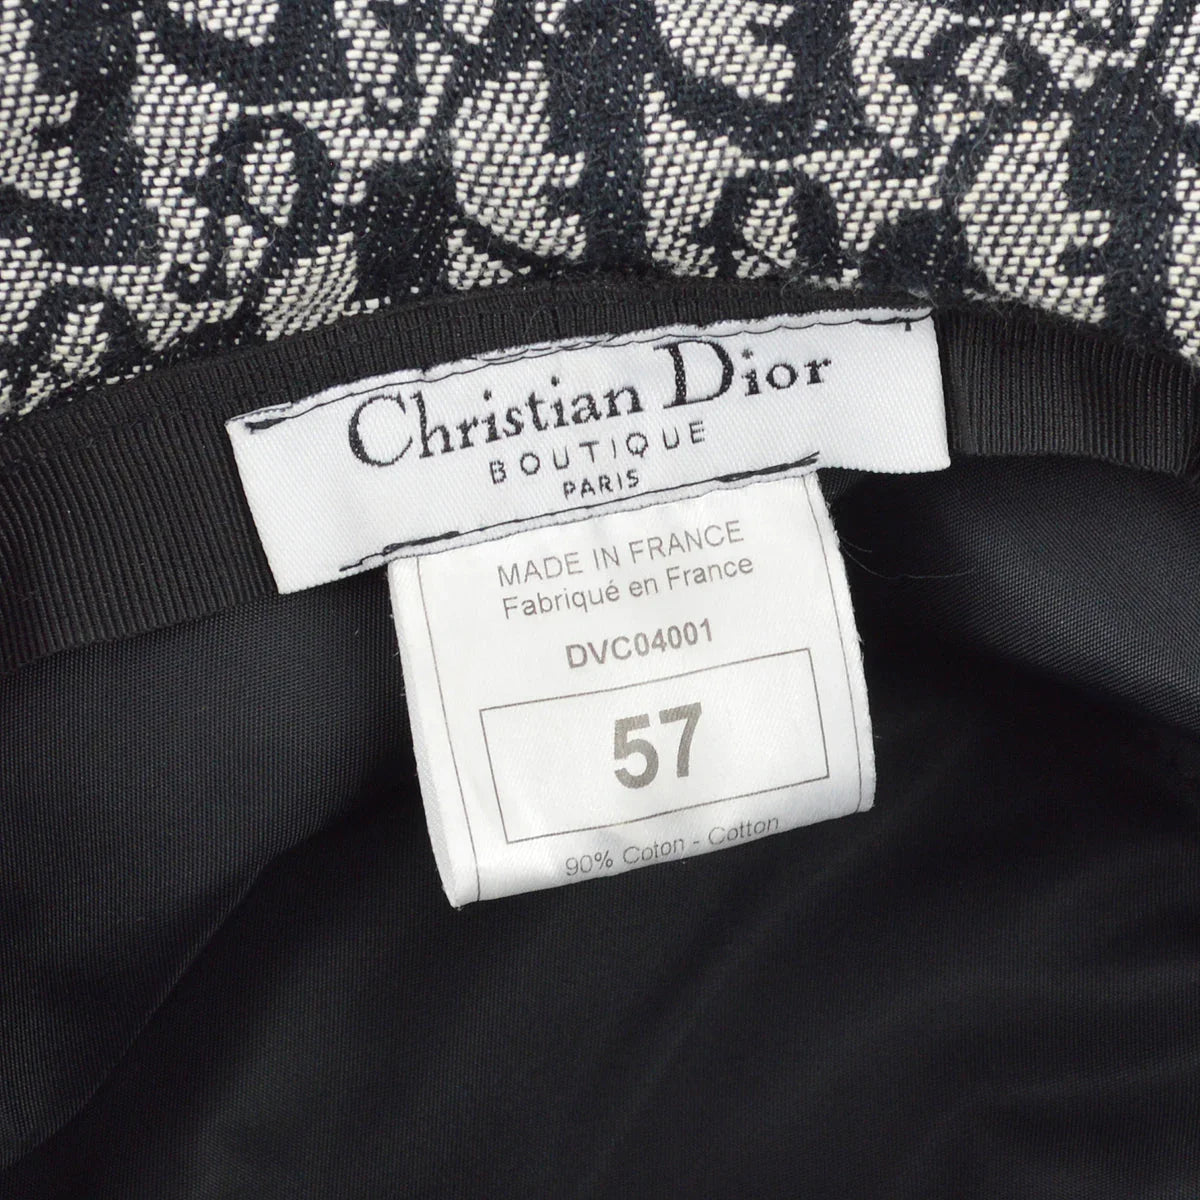 Christian Dior
BOUTIQUE
PARIS
MADE IN FRANCE
Fabriqué en France
DVC04001
57
90% Coton - Cotton